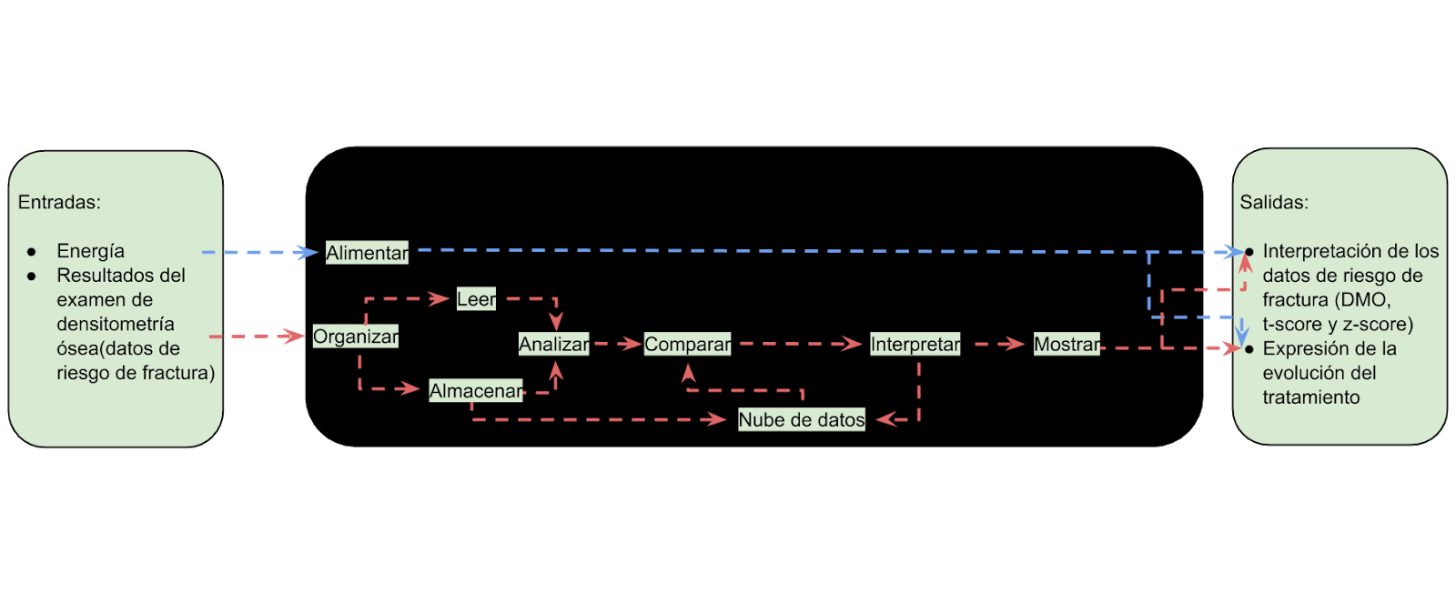 Entradas:
● Energía
● Resultados del
examen de
densitometría
ósea(datos de
riesgo de fractura)
Alimentar
Leer
Organizar
Analizar
Comparar
Interpretar
Mostrar
Almacenar
Nube de datos
Salidas:
● Interpretación de los
datos de riesgo de
fractura (DMO,
t-score y z-score)
● Expresión de la
evolución del
tratamiento